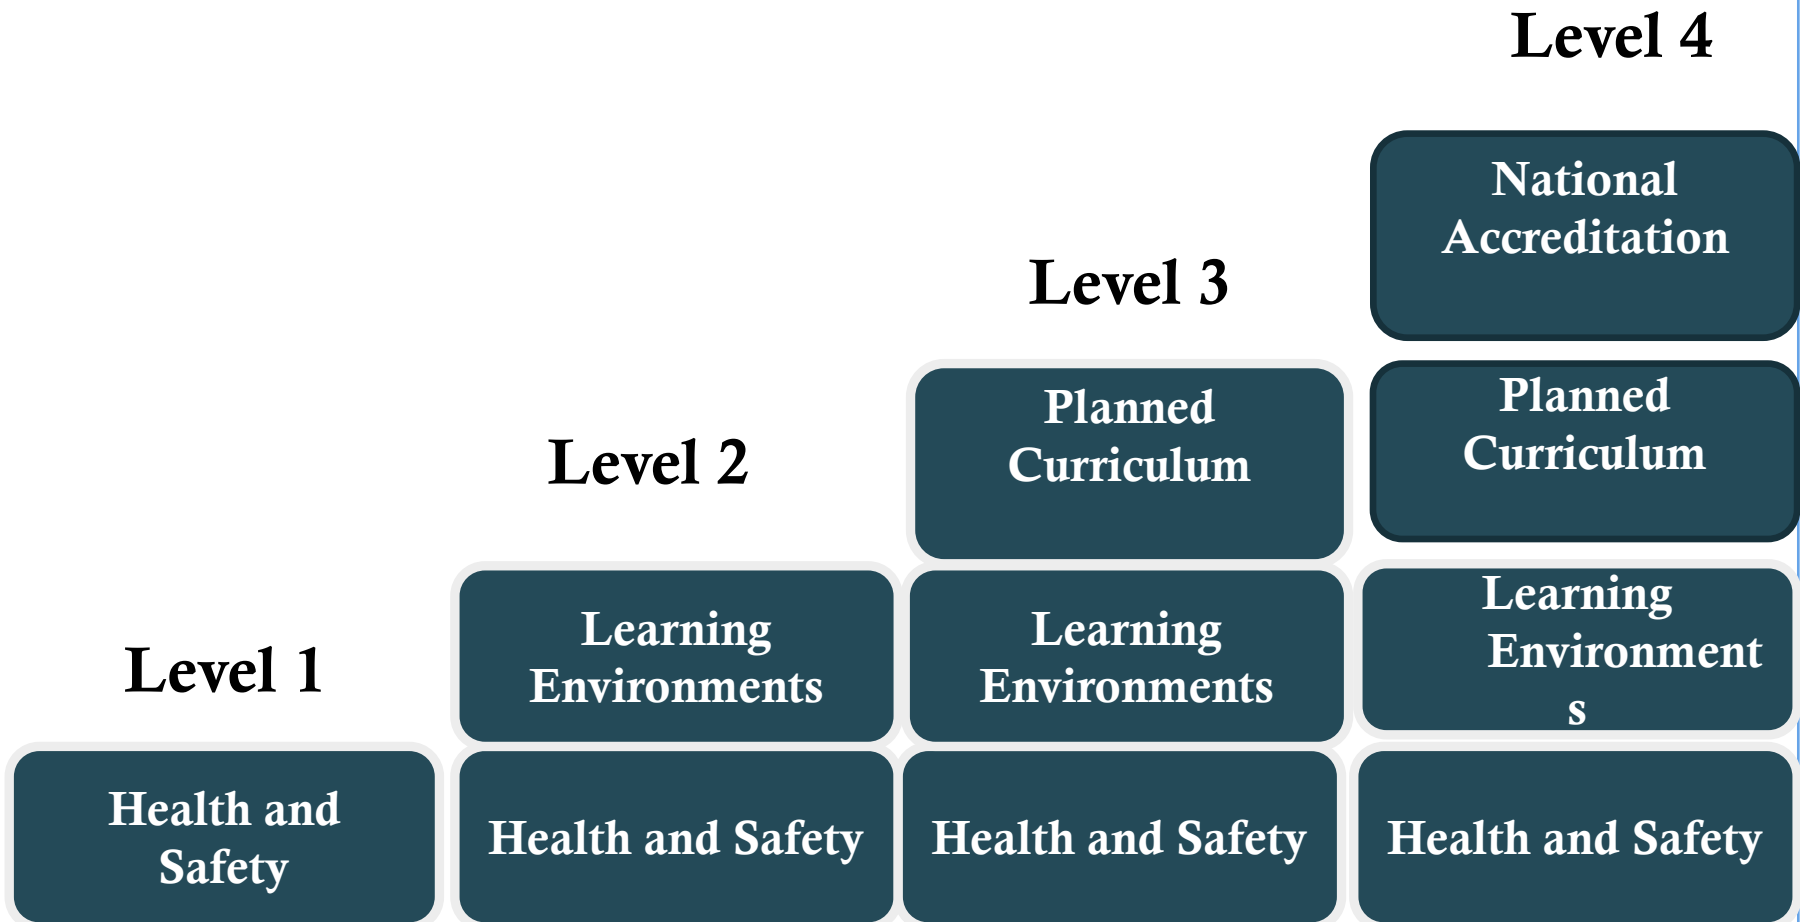 Level 4
National
Accreditation
Level 3
Planned
Curriculum
Planned
Curriculum
Level 2
Learning
Environments
Learning
Environments
Learning
Environment
s
Level 1
Health and
Safety
Health and Safety
Health and Safety
Health and Safety